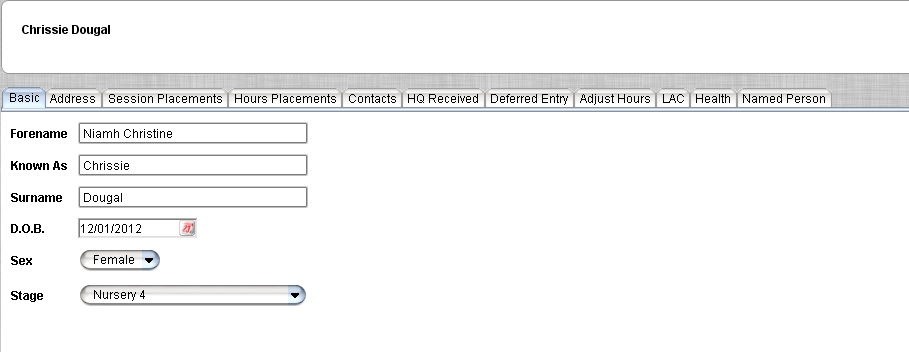 Chrissie Dougal
Basic Address Session Placements Hours Placements Contacts HQ Received Deferred Entry Adjust Hours LAC Health Named Person
Forename Niamh Christine
Known As Chrissie
Surname Dougal
D.O.B. 12/01/2012
Sex Female
Stage Nursery 4